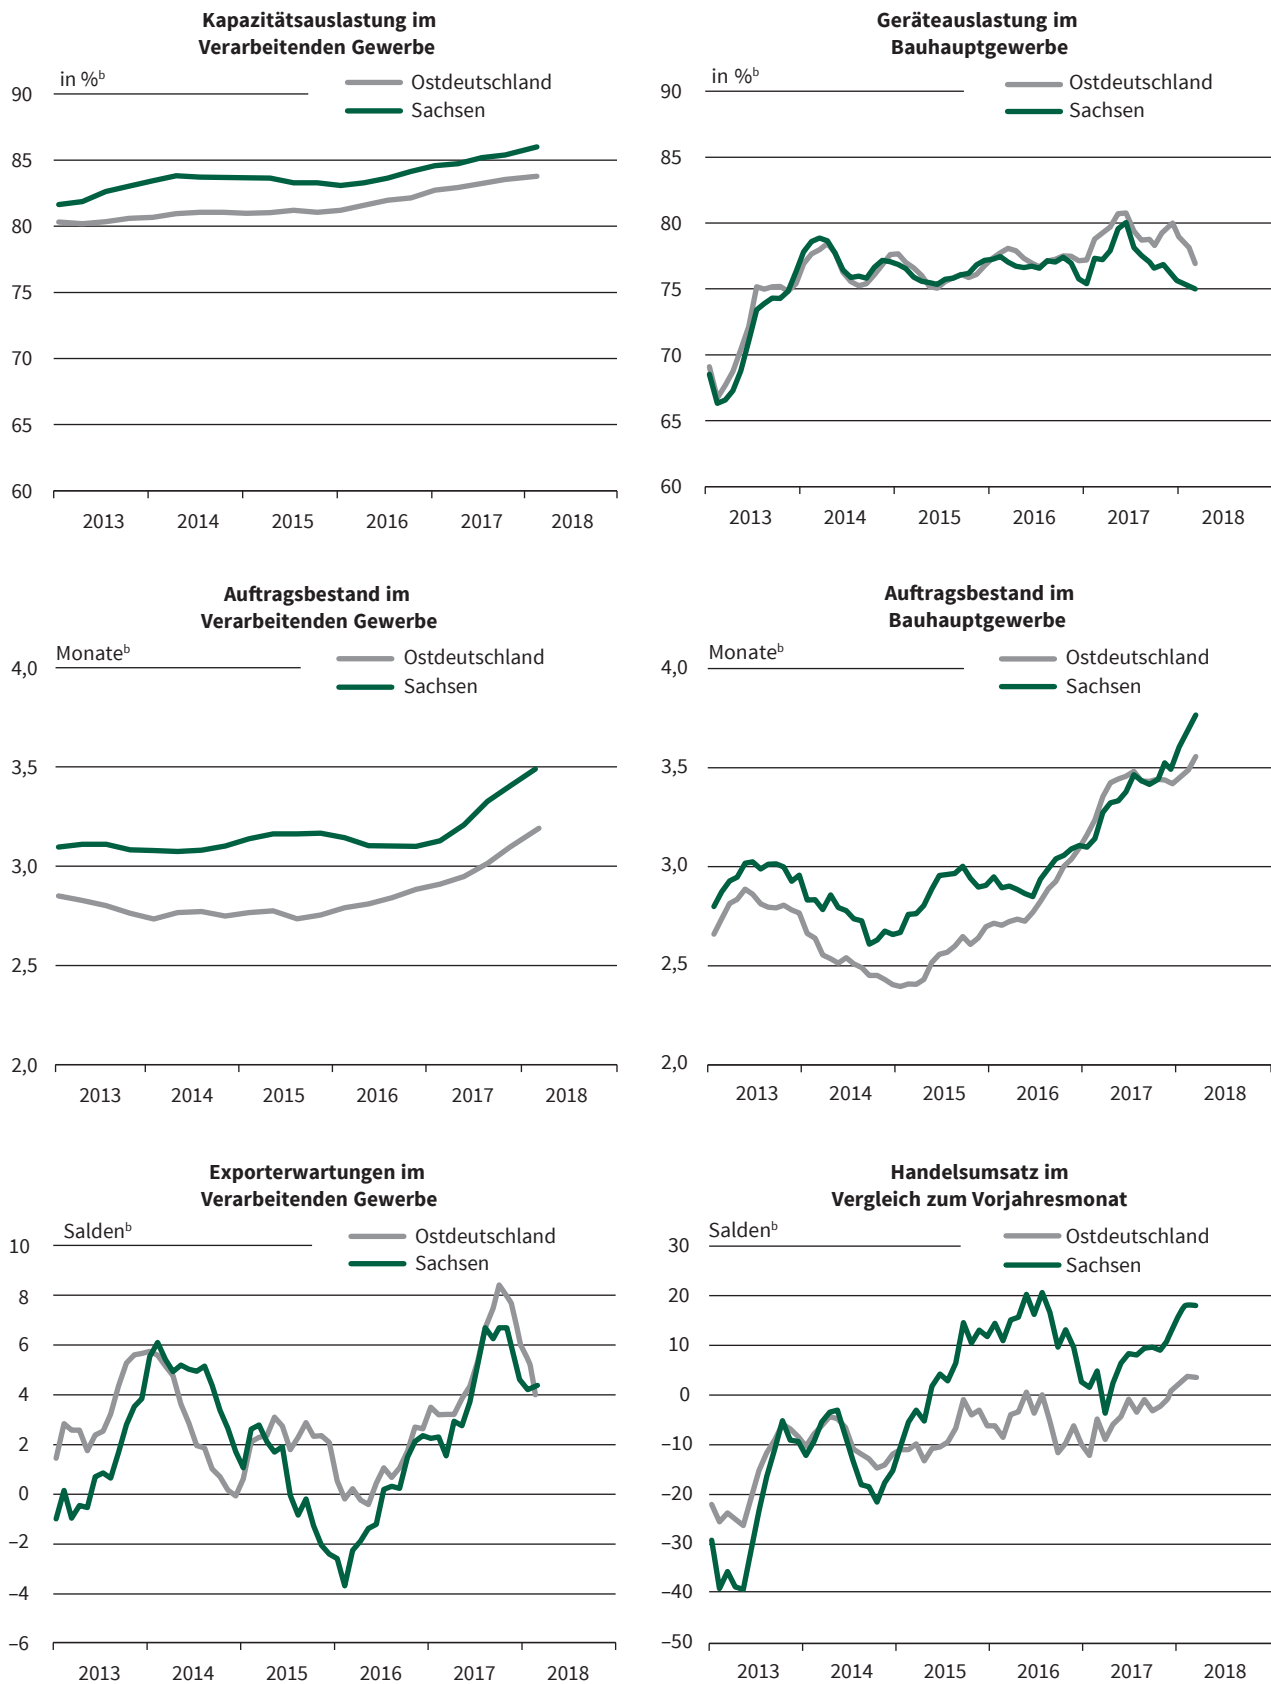 Kapazitätsauslastung im
Verarbeitenden Gewerbe
in %ᵇ
Ostdeutschland
Sachsen
90
85
80
75
70
65
60
2013 2014 2015 2016 2017 2018
Geräteauslastung im
Bauhauptgewerbe
in %ᵇ
Ostdeutschland
Sachsen
90
85
80
75
70
65
60
2013 2014 2015 2016 2017 2018
Auftragsbestand im
Verarbeitenden Gewerbe
Monateᵇ
Ostdeutschland
Sachsen
4,0
3,5
3,0
2,5
2,0
2013 2014 2015 2016 2017 2018
Auftragsbestand im
Bauhauptgewerbe
Monateᵇ
Ostdeutschland
Sachsen
4,0
3,5
3,0
2,5
2,0
2013 2014 2015 2016 2017 2018
Exporterwartungen im
Verarbeitenden Gewerbe
Saldenᵇ
Ostdeutschland
Sachsen
10
8
6
4
2
0
–2
–4
–6
2013 2014 2015 2016 2017 2018
Handelsumsatz im
Vergleich zum Vorjahresmonat
Saldenᵇ
Ostdeutschland
Sachsen
30
20
10
0
–10
–20
–30
–40
–50
2013 2014 2015 2016 2017 2018